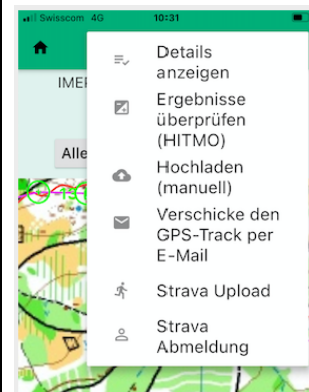 Swisscom 4G 10:31
Details
anzeigen
IMEI
Ergebnisse
überprüfen
(HITMO)
Alle
Hochladen
(manuell)
Verschicke den
GPS-Track per
E-Mail
Strava Upload
Strava
Abmeldung